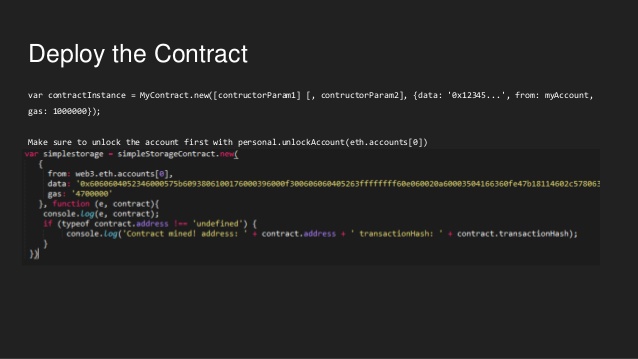 Deploy the Contract
var contractInstance = MyContract.new([contructorParam1] [, contructorParam2], {data: '0x12345...', from: myAccount,
gas: 1000000});
Make sure to unlock the account first with personal.unlockAccount(eth.accounts[0])
var simplestorage = simpleStorageContract.new(
{
from: web3.eth.accounts[0],
data:
gas: '4700000'
}, function (e, contract){
console.log(e, contract);
if (typeof contract.address !== 'undefined') {
console.log('Contract mined! address: ' + contract.address + ' transactionHash: ' + contract.transactionHash);
}
})